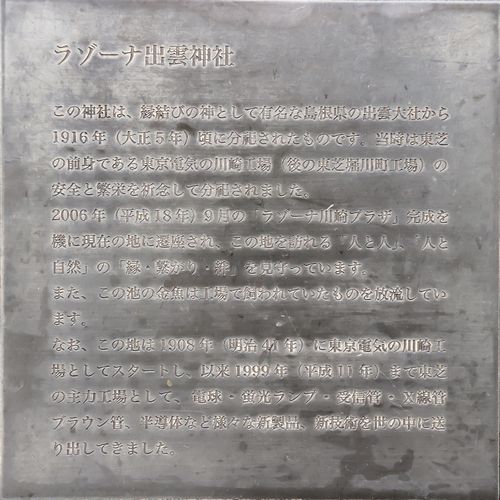 ラゾーナ出雲神社
この神社は、縁結びの神として有名な島根県の出雲大社から
1916年（大正5年）頃に分祀されたものです。当時は東芝
の前身である東京電気の川崎工場（後の東芝堀川町工場）の
安全と繁栄を祈念して分祀されました。
2006年（平成18年）9月の「ラゾーナ川崎プラザ」完成を
機に現在の地に遷座され、この地を訪れる「人と人」、「人と
自然」の「縁・繋がり・絆」を見守っています。
また、この池の金魚は工場で飼われていたものを放流してい
ます。
なお、この地は1908年（明治41年）に東京電気の川崎工
場としてスタートし、以来1999年（平成11年）まで東芝
の主力工場として、電球・蛍光ランプ・受信管・X線管
ブラウン管、半導体など様々な新製品、新技術を世の中に送
り出してきました。